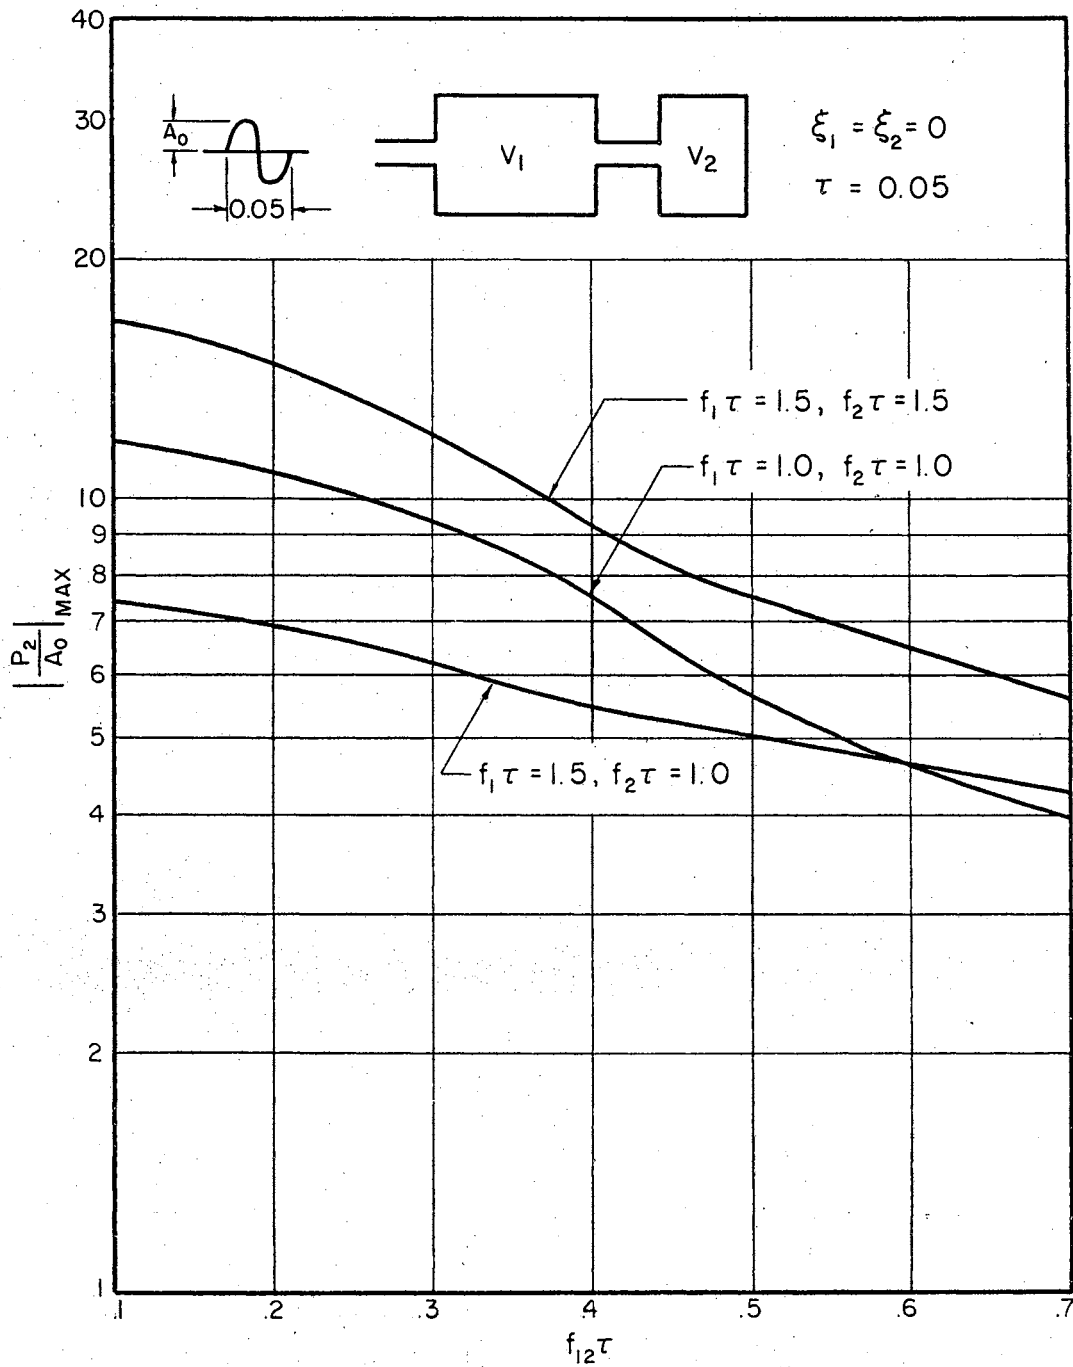 40
30
20
10
9
8
7
6
5
4
3
2
1
|P₂/A₀|MAX
A₀
0.05
V₁
V₂
ξ₁ = ξ₂ = 0
τ = 0.05
f₁τ = 1.5, f₂τ = 1.5
f₁τ = 1.0, f₂τ = 1.0
f₁τ = 1.5, f₂τ = 1.0
.1 .2 .3 .4 .5 .6 .7
f₁₂τ